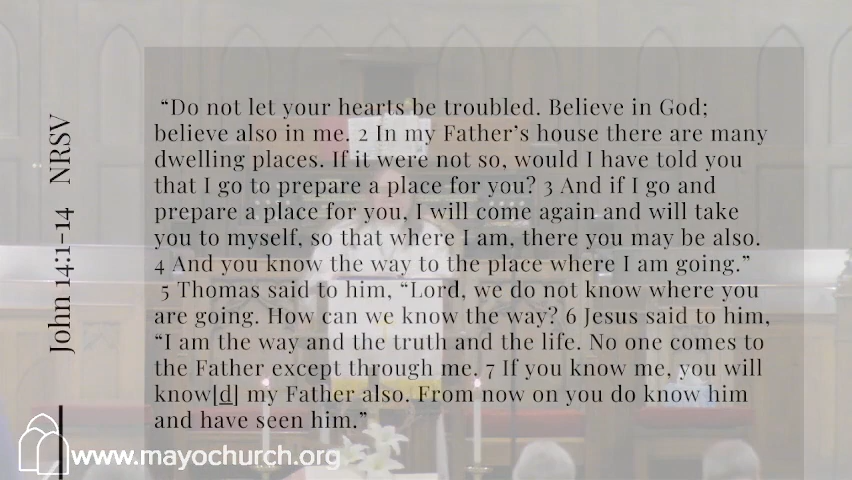 John 14:1-14 NRSV
“Do not let your hearts be troubled. Believe in God;
believe also in me. 2 In my Father’s house there are many
dwelling places. If it were not so, would I have told you
that I go to prepare a place for you? 3 And if I go and
prepare a place for you, I will come again and will take
you to myself, so that where I am, there you may be also.
4 And you know the way to the place where I am going.”
5 Thomas said to him, “Lord, we do not know where you
are going. How can we know the way? 6 Jesus said to him,
“I am the way and the truth and the life. No one comes to
the Father except through me. 7 If you know me, you will
know[d] my Father also. From now on you do know him
and have seen him.”
www.mayochurch.org